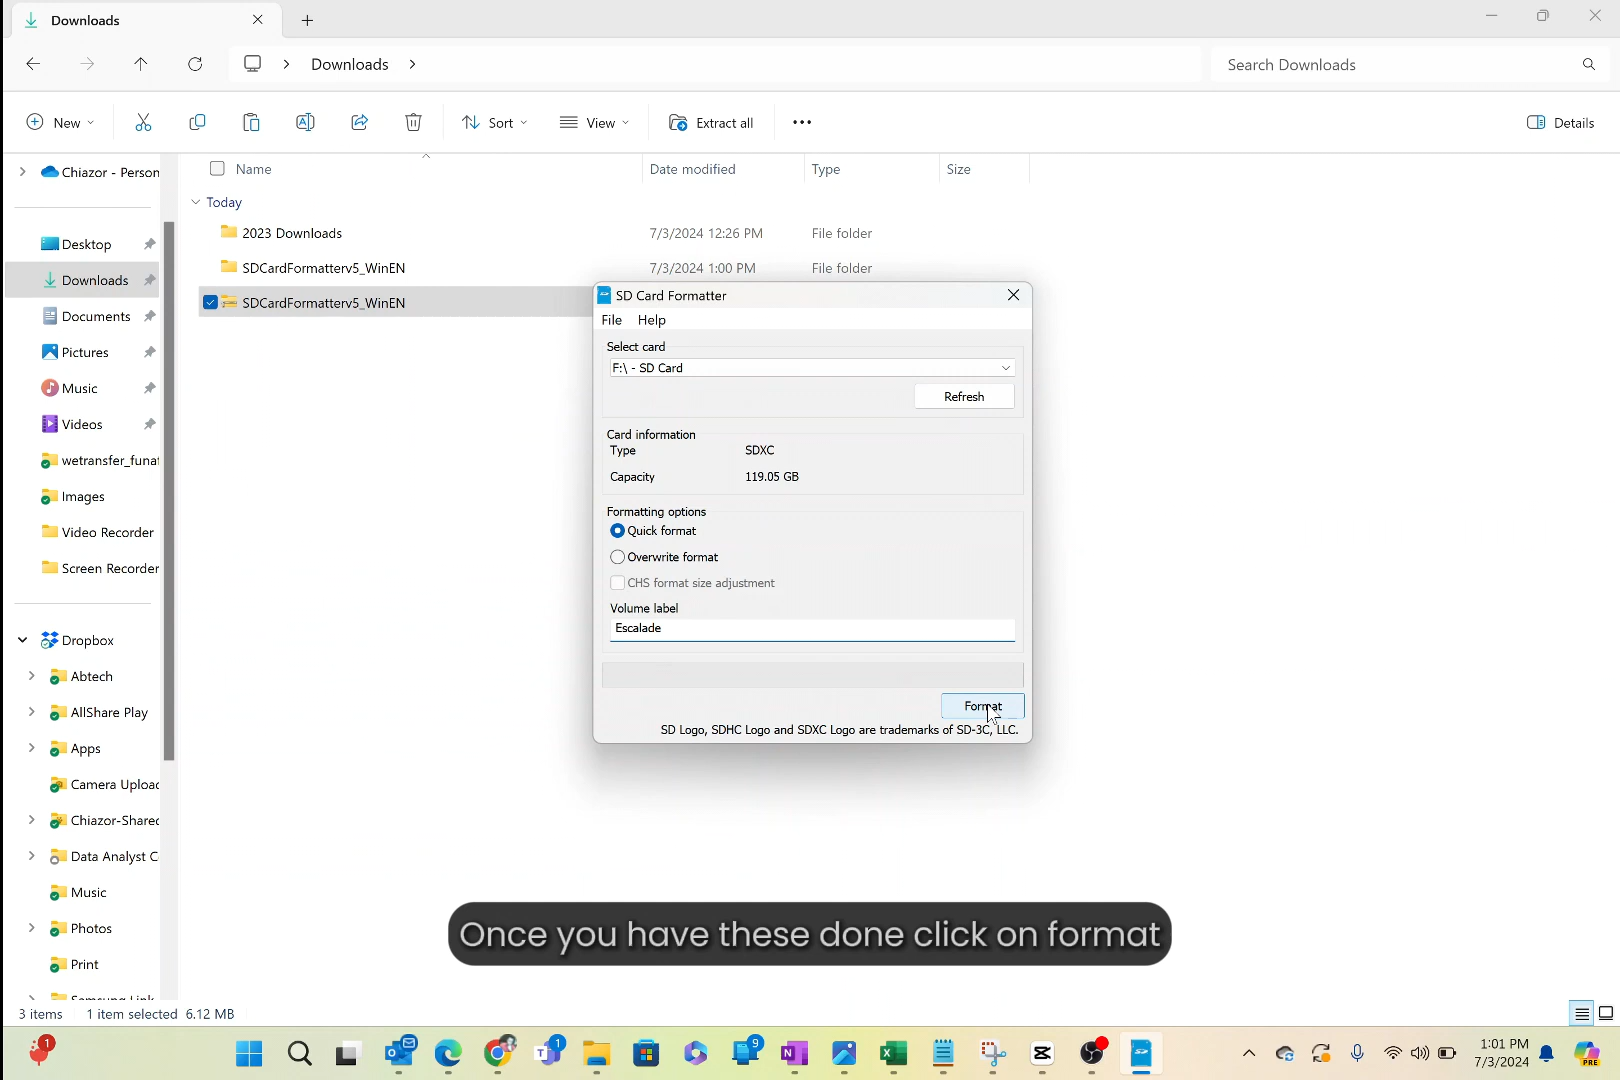 Downloads
Downloads
Search Downloads
New
Sort
View
Extract all
Details
Chiazor - Person
Name
Date modified
Type
Size
Today
2023 Downloads
7/3/2024 12:26 PM
File folder
SDCardFormatterv5_WinEN
7/3/2024 1:00 PM
File folder
SDCardFormatterv5_WinEN
Desktop
Downloads
Documents
Pictures
Music
Videos
wetransfer_funa
Images
Video Recorder
Screen Recorder
Dropbox
Abtech
AllShare Play
Apps
Camera Uploa
Chiazor-Share
Data Analyst C
Music
Photos
Print
SD Card Formatter
File Help
Select card
F:\ - SD Card
Refresh
Card information
Type SDXC
Capacity 119.05 GB
Formatting options
Quick format
Overwrite format
CHS format size adjustment
Volume label
Escalade
Format
SD Logo, SDHC Logo and SDXC Logo are trademarks of SD-3C, LLC.
Once you have these done click on format
3 items 1 item selected 6.12 MB
1
1
9
1:01 PM
7/3/2024
PRE